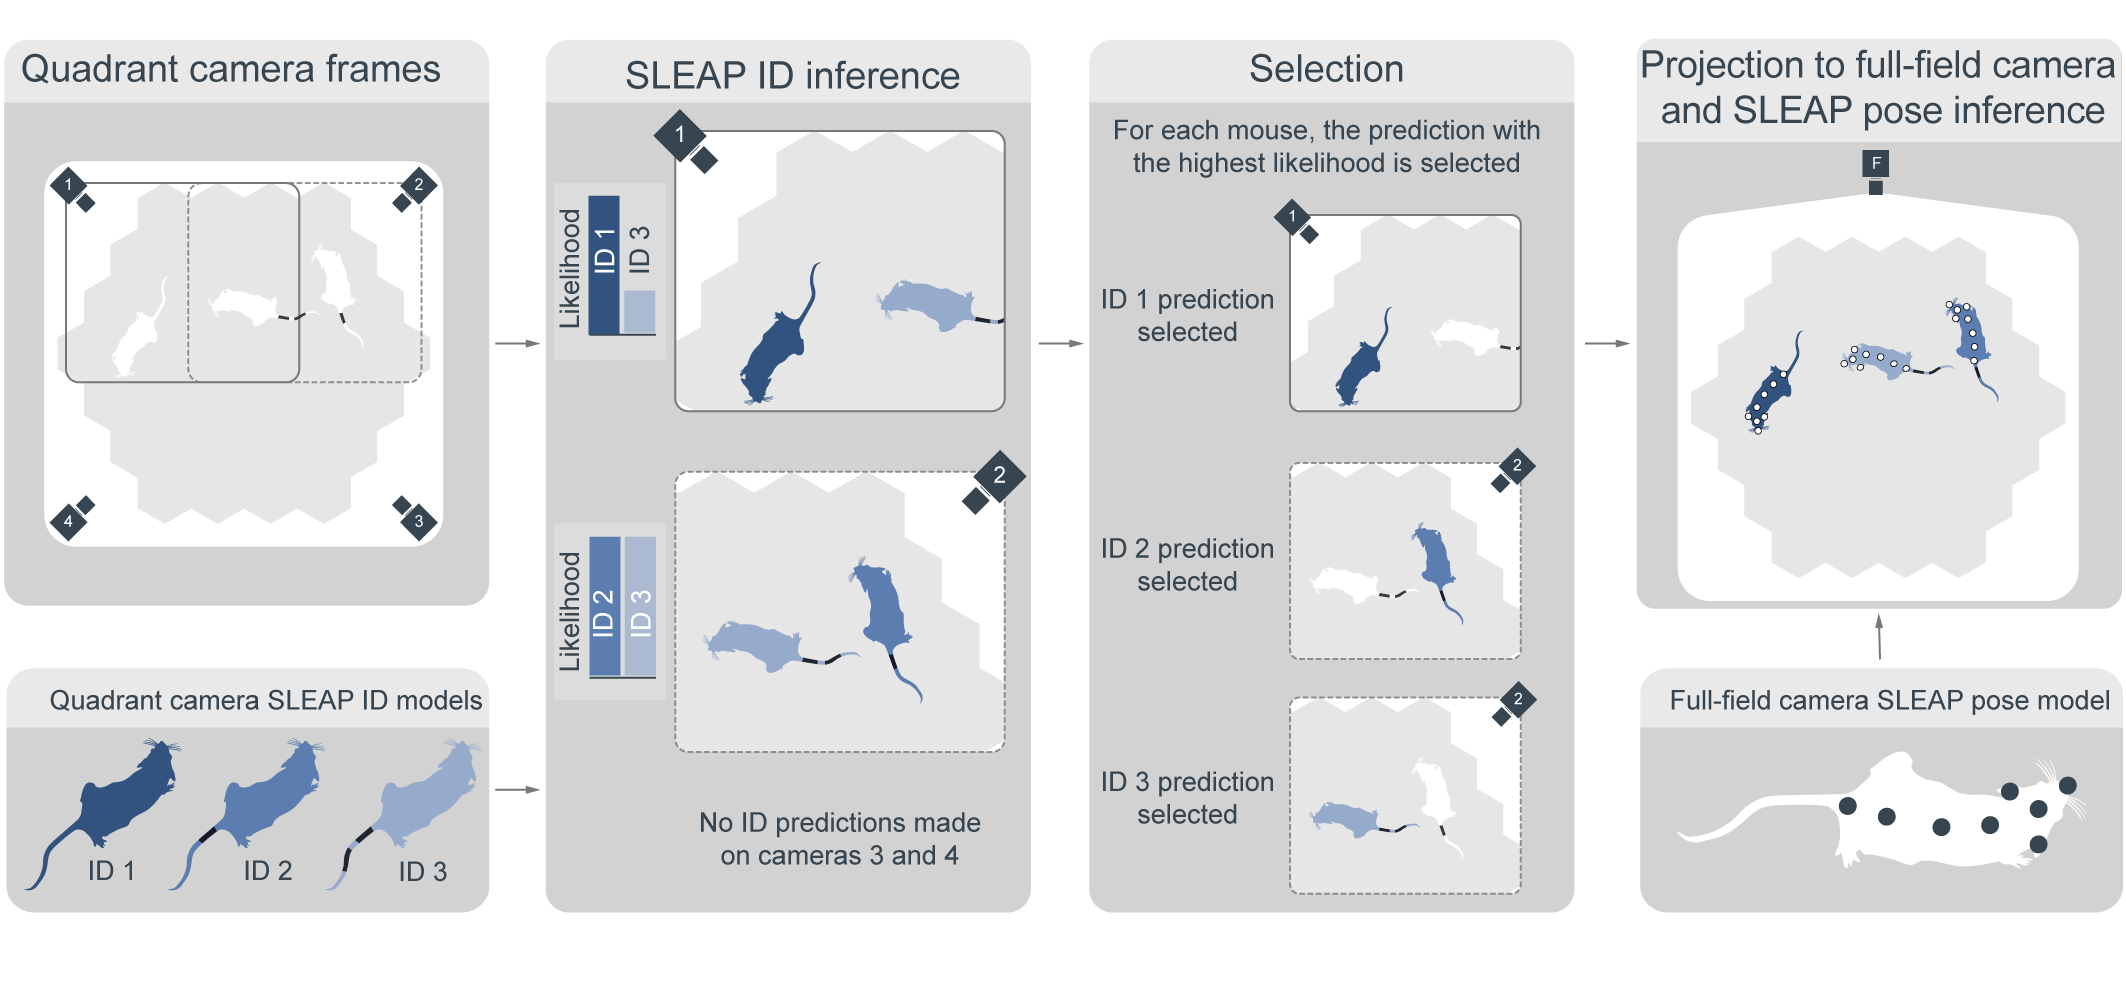 Quadrant camera frames
1
2
4
3
Quadrant camera SLEAP ID models
ID 1
ID 2
ID 3
SLEAP ID inference
1
Likelihood
ID 1
ID 3
2
Likelihood
ID 2
ID 3
No ID predictions made
on cameras 3 and 4
Selection
For each mouse, the prediction with
the highest likelihood is selected
1
ID 1 prediction
selected
2
ID 2 prediction
selected
2
ID 3 prediction
selected
Projection to full-field camera
and SLEAP pose inference
F
Full-field camera SLEAP pose model